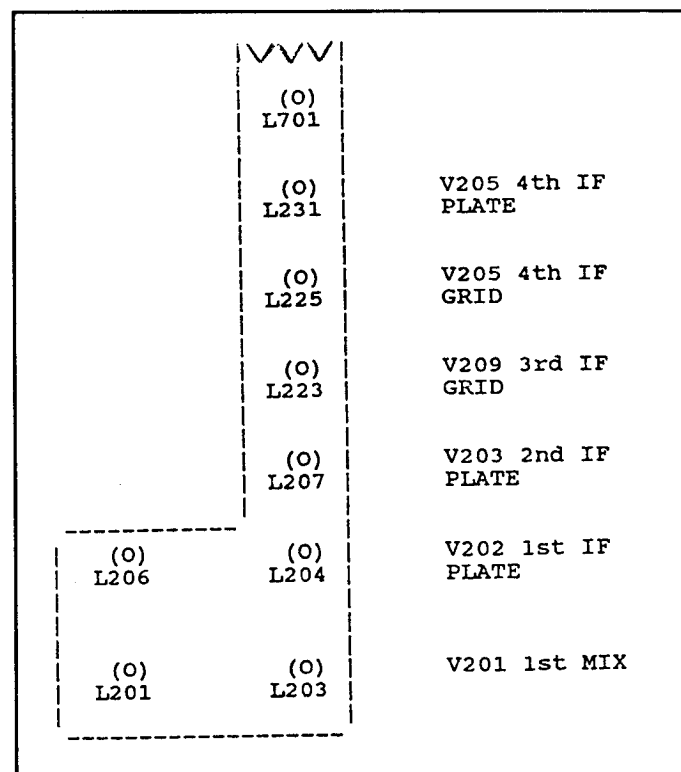 (O)
L701
(O) V205 4th IF
L231 PLATE
(O) V205 4th IF
L225 GRID
(O) V209 3rd IF
L223 GRID
(O) V203 2nd IF
L207 PLATE
(O) (O) V202 1st IF
L206 L204 PLATE
(O) (O) V201 1st MIX
L201 L203